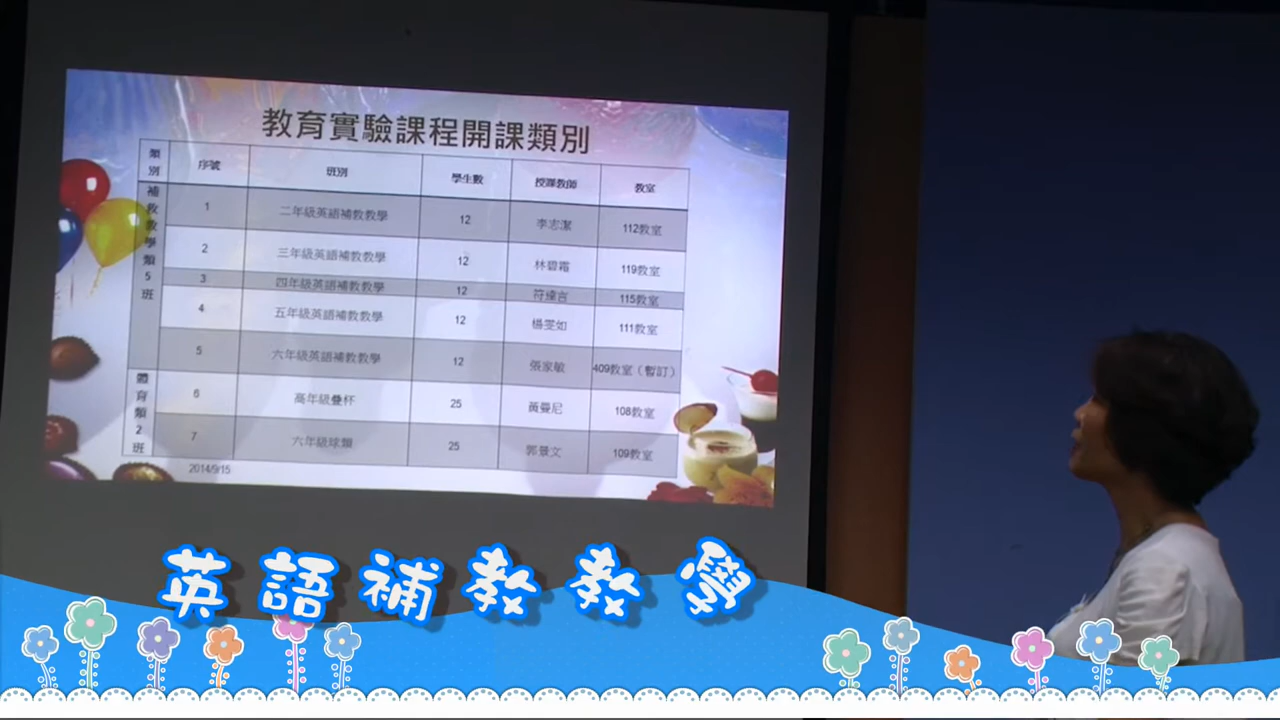 教育實驗課程開課類別
類別 序號 班別 學生數 授課教師 教室
補救教學類5班
1 二年級英語補救教學 12 李志潔 112教室
2 三年級英語補救教學 12 林碧霜 119教室
3 四年級英語補救教學 12 符達言 115教室
4 五年級英語補救教學 12 楊雯如 111教室
5 六年級英語補救教學 12 張家敏 409教室（暫訂）
體育類2班
6 高年級疊杯 25 黃曼尼 108教室
7 六年級球類 25 郭景文 109教室
2014/9/15
英語補救教學